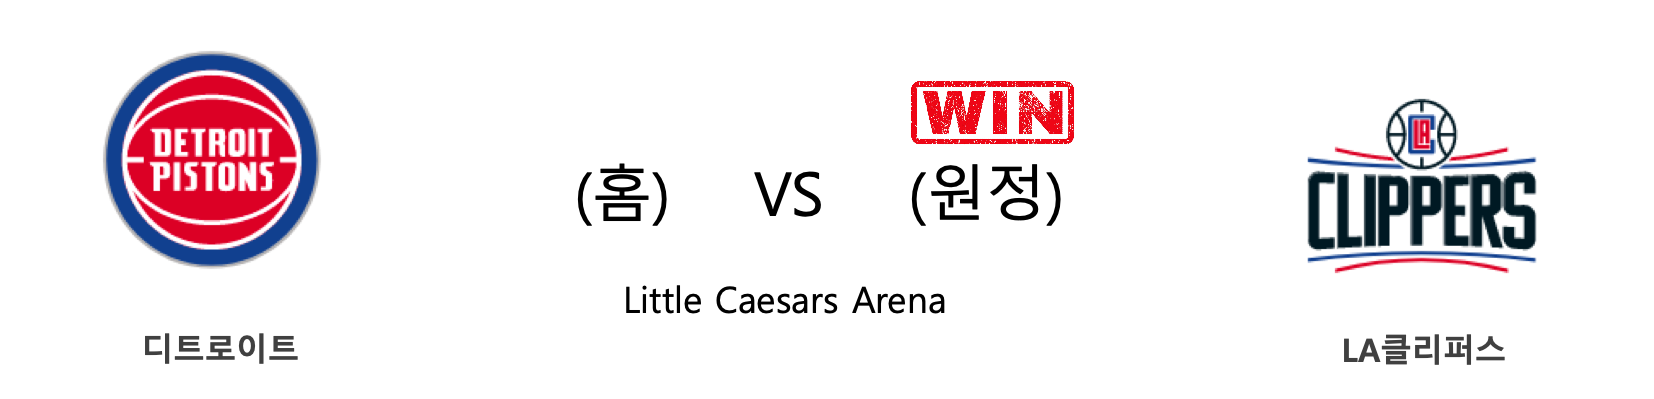 DETROIT
PISTONS
WIN
(홈) VS (원정)
LA
CLIPPERS
Little Caesars Arena
디트로이트
LA클리퍼스